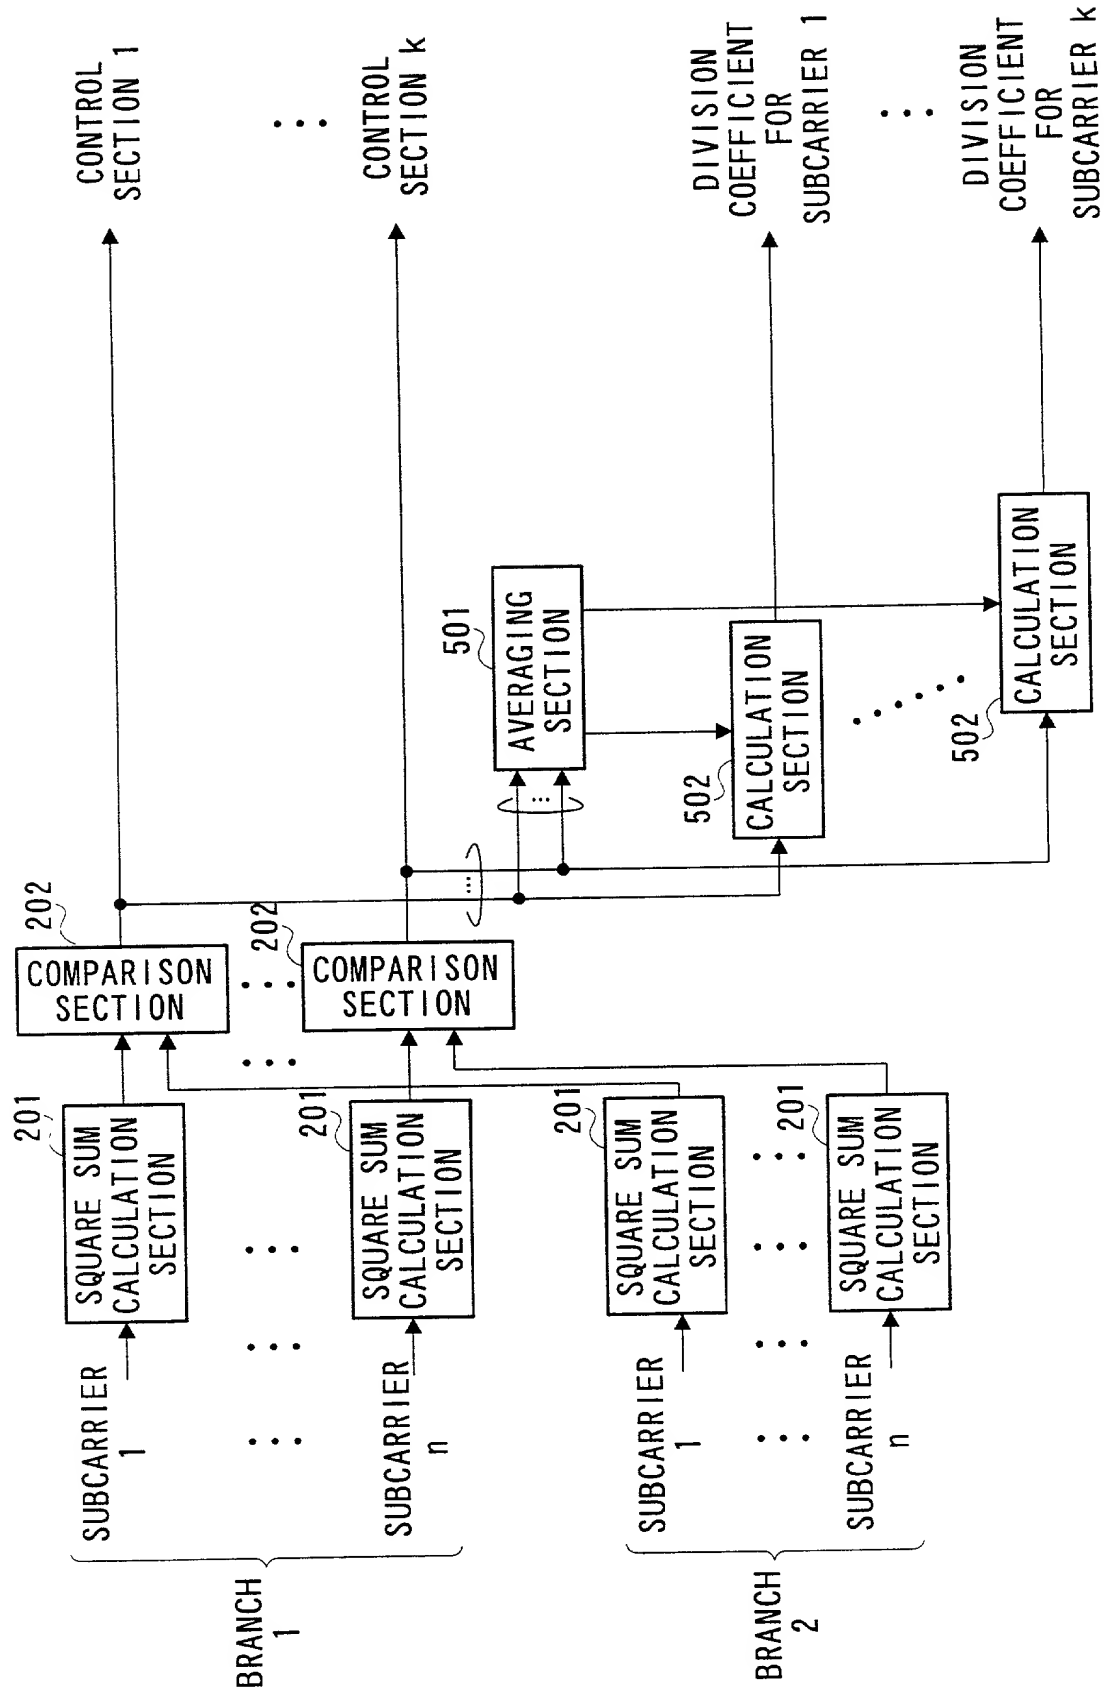 BRANCH
1
SUBCARRIER
1
SUBCARRIER
n
201
SQUARE SUM
CALCULATION
SECTION
201
SQUARE SUM
CALCULATION
SECTION
202
COMPARISON
SECTION
202
COMPARISON
SECTION
CONTROL
SECTION 1
CONTROL
SECTION k
BRANCH
2
SUBCARRIER
1
SUBCARRIER
n
201
SQUARE SUM
CALCULATION
SECTION
201
SQUARE SUM
CALCULATION
SECTION
501
AVERAGING
SECTION
502
CALCULATION
SECTION
502
CALCULATION
SECTION
DIVISION
COEFFICIENT
FOR
SUBCARRIER 1
DIVISION
COEFFICIENT
FOR
SUBCARRIER k